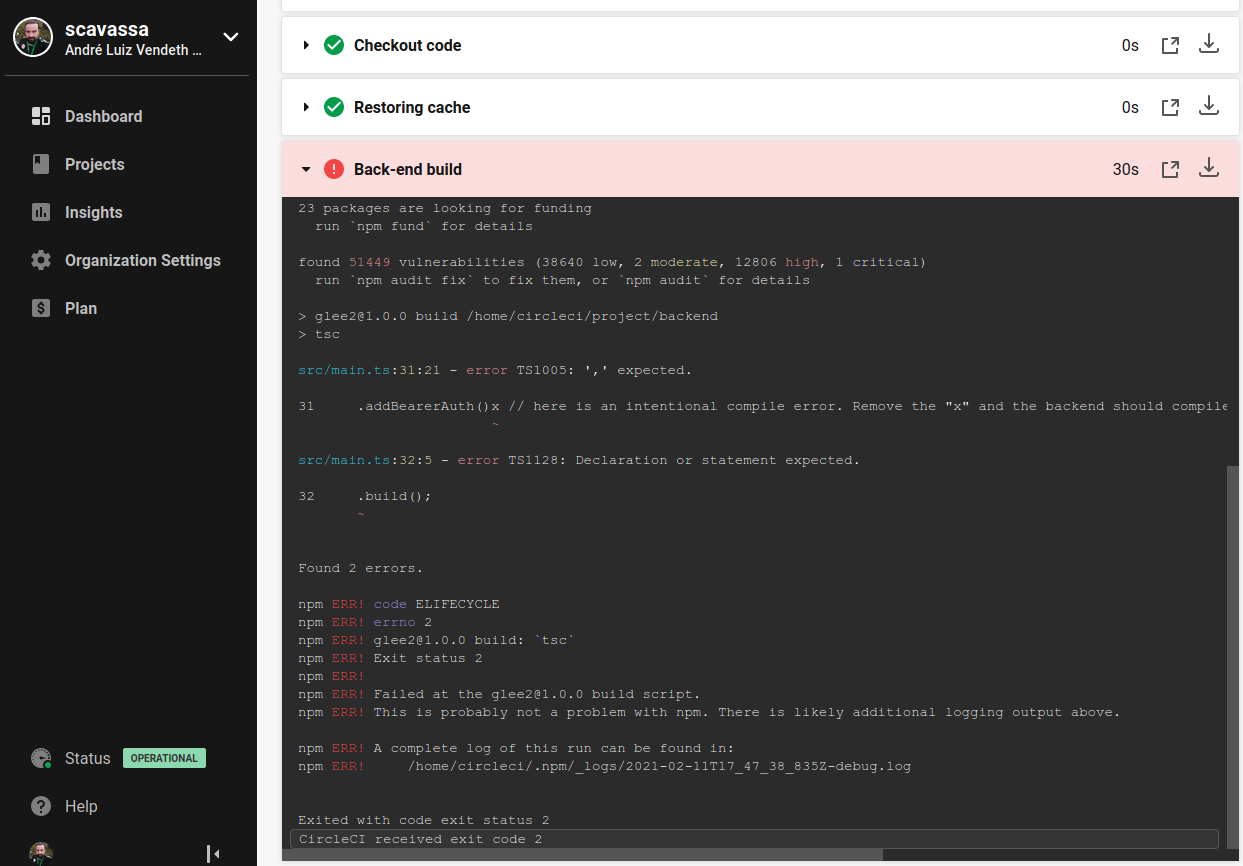 scavassa
André Luiz Vendeth ...
Dashboard
Projects
Insights
Organization Settings
Plan
Status OPERATIONAL
Help
Checkout code 0s
Restoring cache 0s
Back-end build 30s
23 packages are looking for funding
run `npm fund` for details
found 51449 vulnerabilities (38640 low, 2 moderate, 12806 high, 1 critical)
run `npm audit fix` to fix them, or `npm audit` for details
> glee2@1.0.0 build /home/circleci/project/backend
> tsc
src/main.ts:31:21 - error TS1005: ',' expected.
31 .addBearerAuth()x // here is an intentional compile error. Remove the "x" and the backend should compile
~
src/main.ts:32:5 - error TS1128: Declaration or statement expected.
32 .build();
~
Found 2 errors.
npm ERR! code ELIFECYCLE
npm ERR! errno 2
npm ERR! glee2@1.0.0 build: `tsc`
npm ERR! Exit status 2
npm ERR!
npm ERR! Failed at the glee2@1.0.0 build script.
npm ERR! This is probably not a problem with npm. There is likely additional logging output above.
npm ERR! A complete log of this run can be found in:
npm ERR! /home/circleci/.npm/_logs/2021-02-11T17_47_38_835Z-debug.log
Exited with code exit status 2
CircleCI received exit code 2